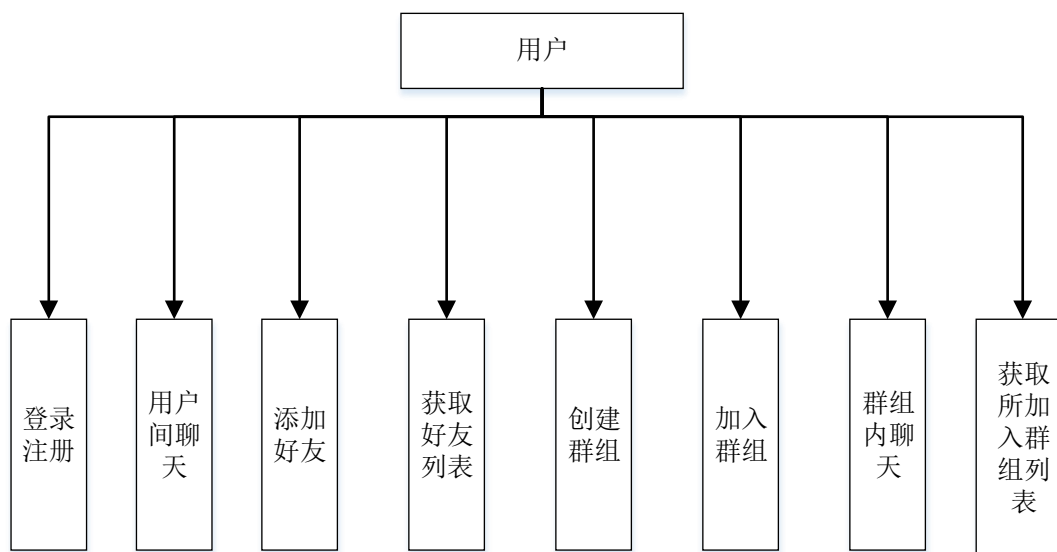 用户
登录
注册
用户
间聊
天
添加
好友
获取
好友
列表
创建
群组
加入
群组
群组
内聊
天
获取
所加
入群
组列
表